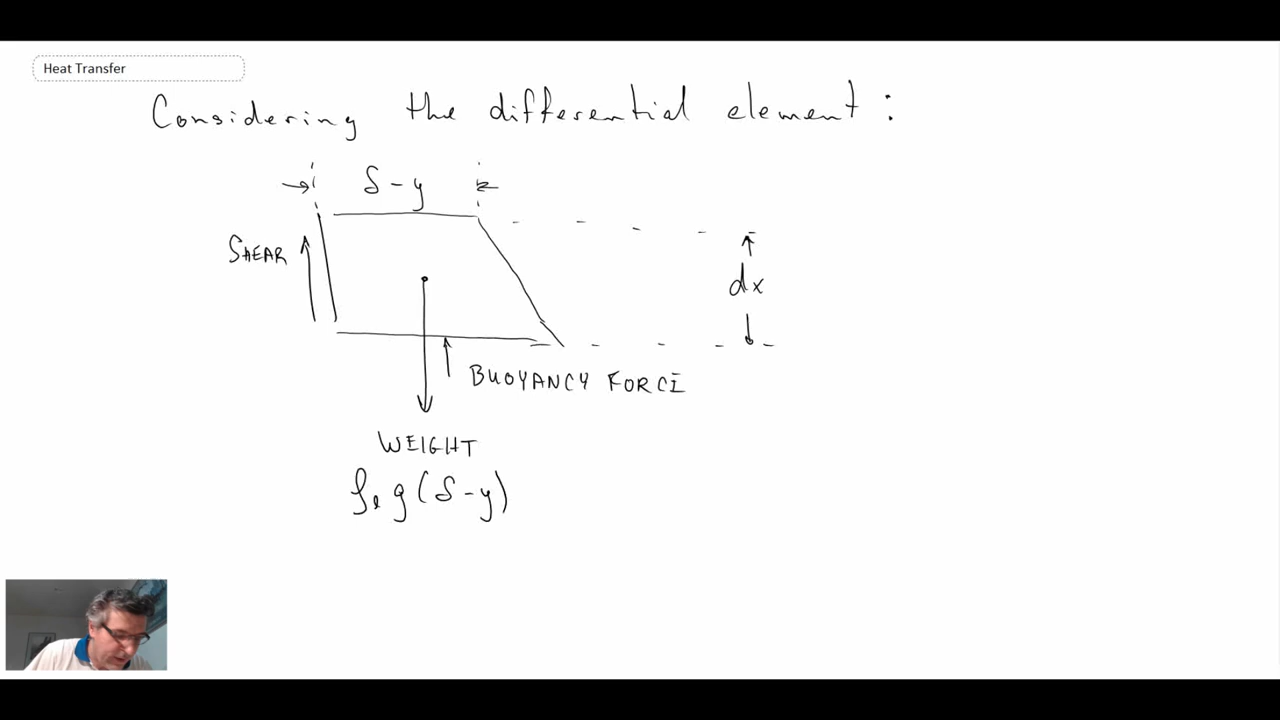 Heat Transfer
Considering the differential element:
δ-y
SHEAR
dx
BUOYANCY FORCE
WEIGHT
ρℓ g(δ-y)